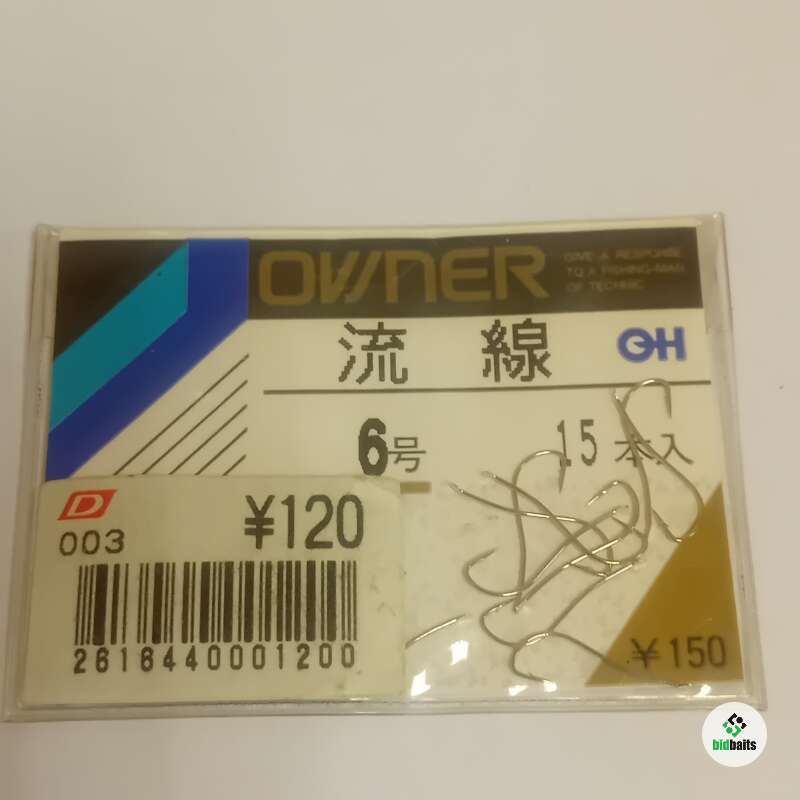 OWNER
GIVE A RESPONSE
TO A FISHING-MAN
OF TECHNIC
流線 OH
6号 15本入
D
003 ¥120
2616440001200
¥150
bidbaits